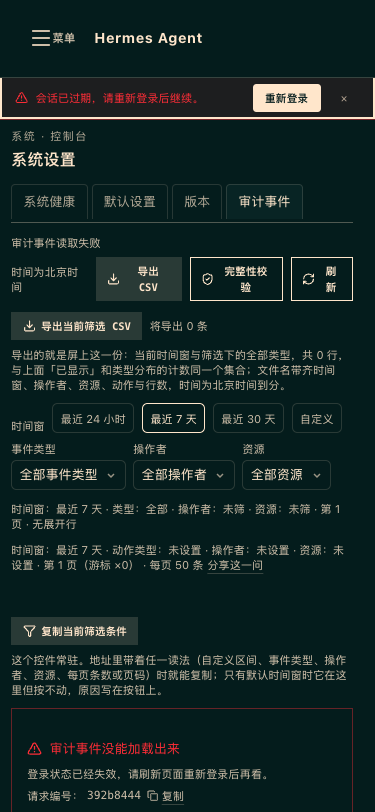 菜单 Hermes Agent
会话已过期，请重新登录后继续。 重新登录 ×
系统 · 控制台
系统设置
系统健康 默认设置 版本 审计事件
审计事件读取失败
时间为北京时间
导出 CSV
完整性校验
刷新
导出当前筛选 CSV 将导出 0 条
导出的就是屏上这一份：当前时间窗与筛选下的全部类型，共 0 行，
与上面「已显示」和类型分布的计数同一个集合；文件名带齐时间
窗、操作者、资源、动作与行数，时间为北京时间到分。
时间窗 最近 24 小时 最近 7 天 最近 30 天 自定义
事件类型 操作者 资源
全部事件类型 全部操作者 全部资源
时间窗：最近 7 天 · 类型：全部 · 操作者：未筛 · 资源：未筛 · 第 1
页 · 无展开行
时间窗：最近 7 天 · 动作类型：未设置 · 操作者：未设置 · 资源：未
设置 · 第 1 页（游标 ×0） · 每页 50 条 分享这一问
复制当前筛选条件
这个控件常驻。地址里带着任一读法（自定义区间、事件类型、操作
者、资源、每页条数或页码）时就能复制；只有默认时间窗时它在这
里但按不动，原因写在按钮上。
审计事件没能加载出来
登录状态已经失效，请刷新页面重新登录后再看。
请求编号： 392b8444 复制